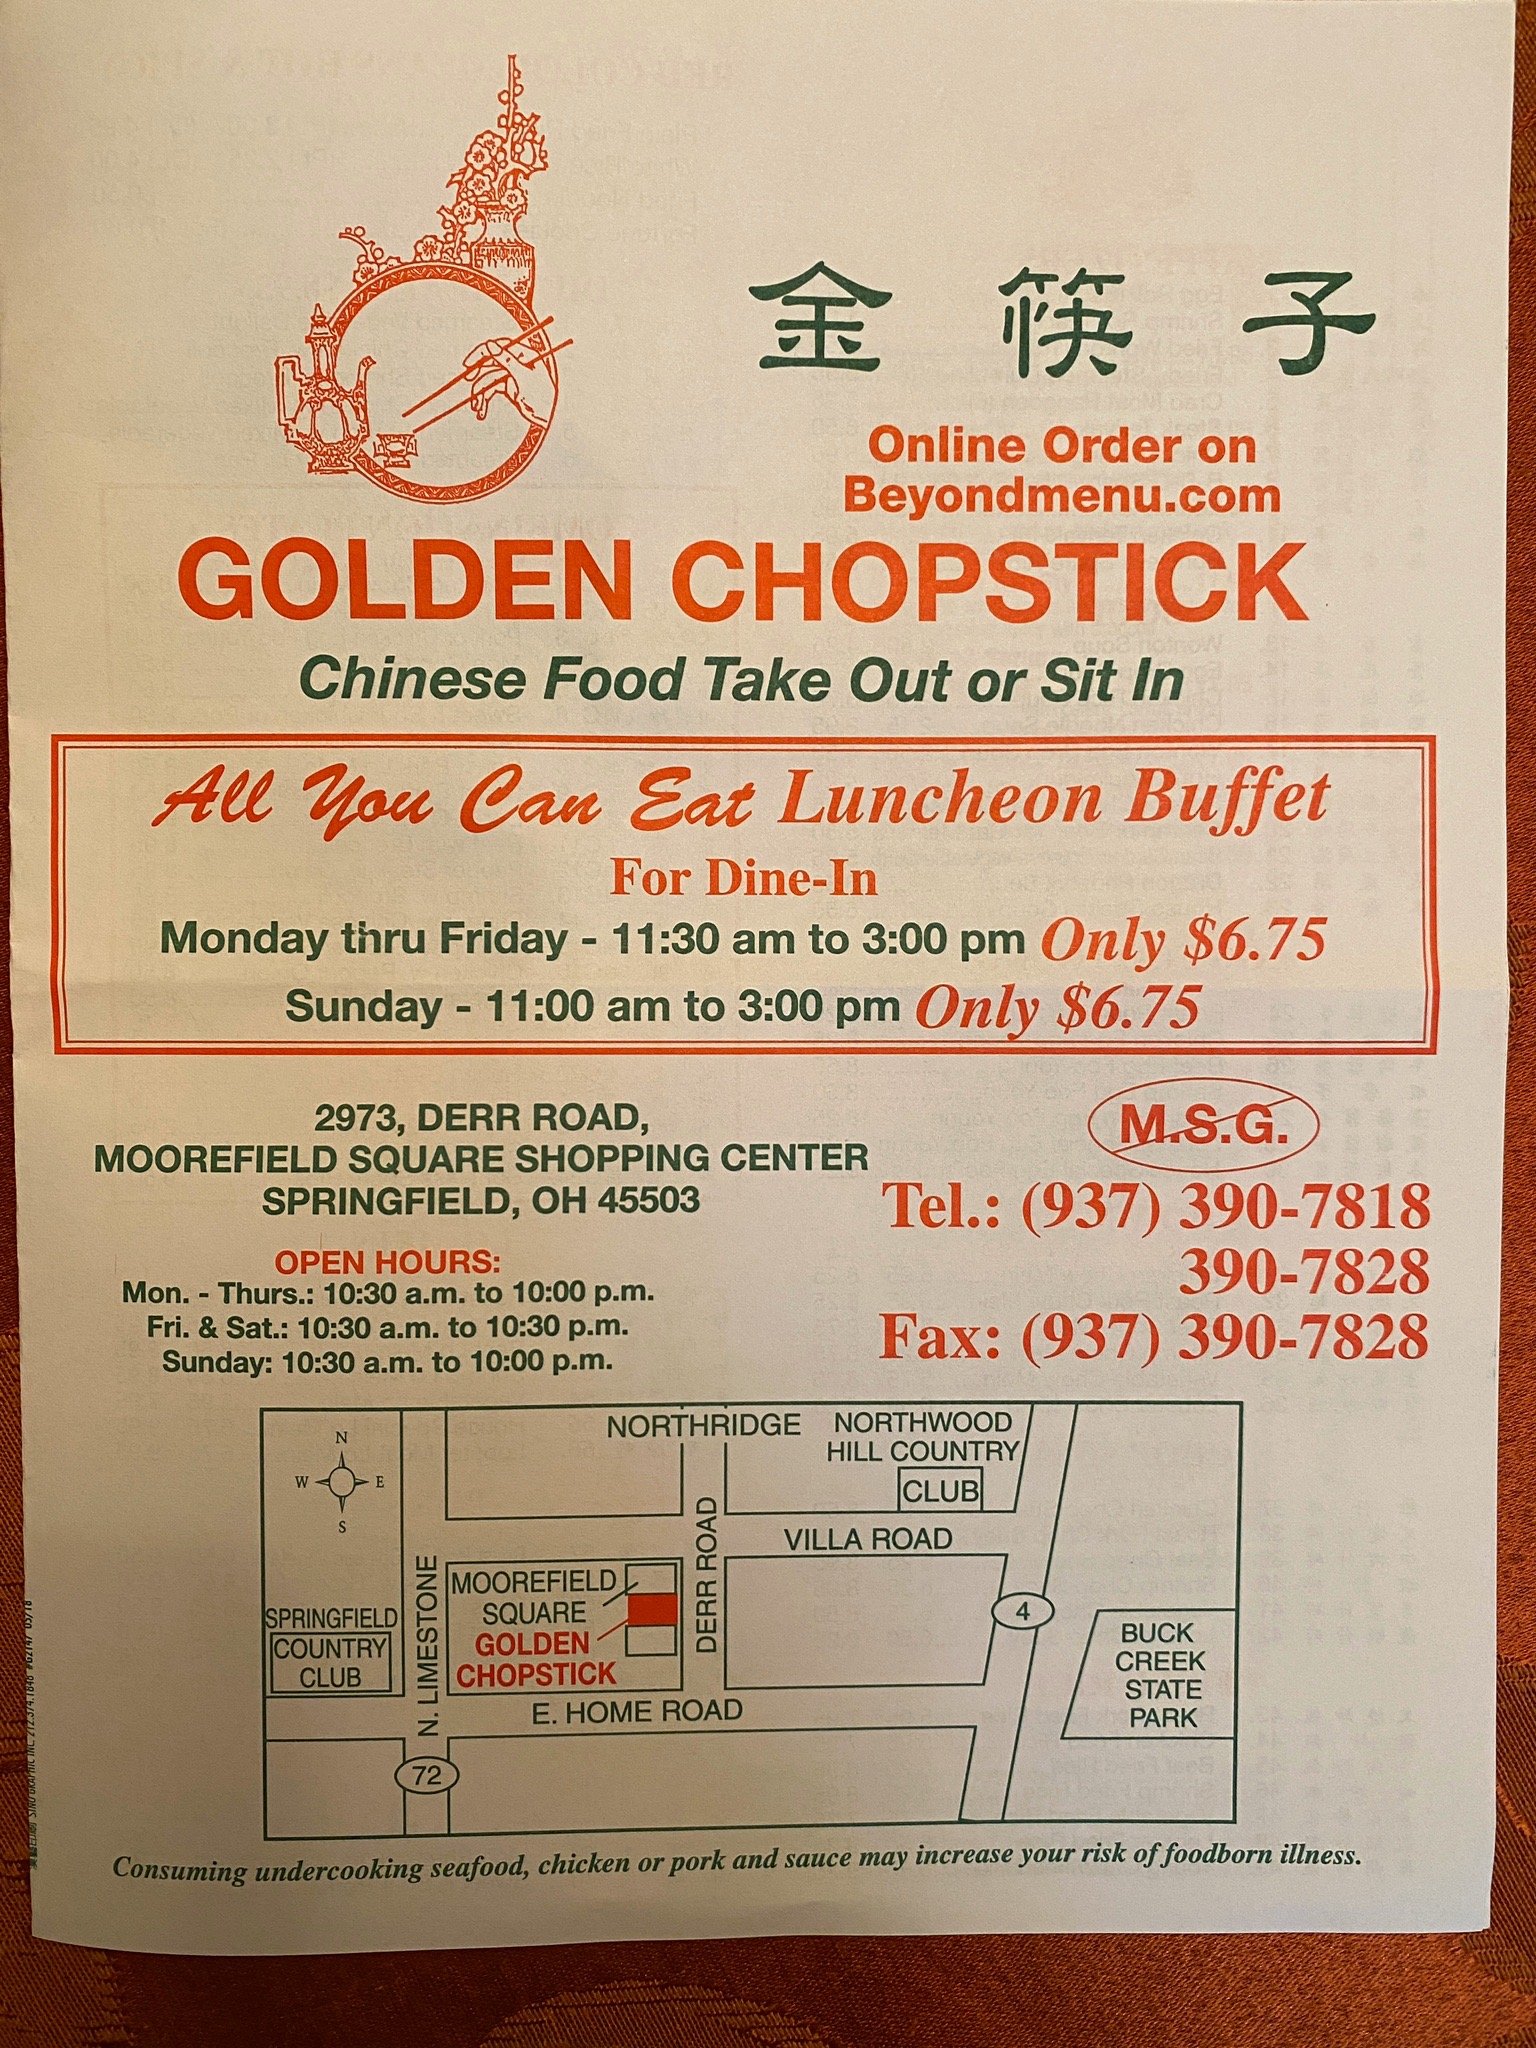 金 筷 子
Online Order on
Beyondmenu.com
GOLDEN CHOPSTICK
Chinese Food Take Out or Sit In
All You Can Eat Luncheon Buffet
For Dine-In
Monday thru Friday - 11:30 am to 3:00 pm Only $6.75
Sunday - 11:00 am to 3:00 pm Only $6.75
2973, DERR ROAD,
MOOREFIELD SQUARE SHOPPING CENTER
SPRINGFIELD, OH 45503
OPEN HOURS:
Mon. - Thurs.: 10:30 a.m. to 10:00 p.m.
Fri. & Sat.: 10:30 a.m. to 10:30 p.m.
Sunday: 10:30 a.m. to 10:00 p.m.
M.S.G.
Tel.: (937) 390-7818
390-7828
Fax: (937) 390-7828
N
W E
S
NORTHRIDGE
NORTHWOOD
HILL COUNTRY
CLUB
VILLA ROAD
DERR ROAD
N. LIMESTONE
MOOREFIELD
SQUARE
GOLDEN
CHOPSTICK
SPRINGFIELD
COUNTRY
CLUB
E. HOME ROAD
4
72
BUCK
CREEK
STATE
PARK
Consuming undercooking seafood, chicken or pork and sauce may increase your risk of foodborn illness.
SINO GRAPHIC INC. 212.374.1848